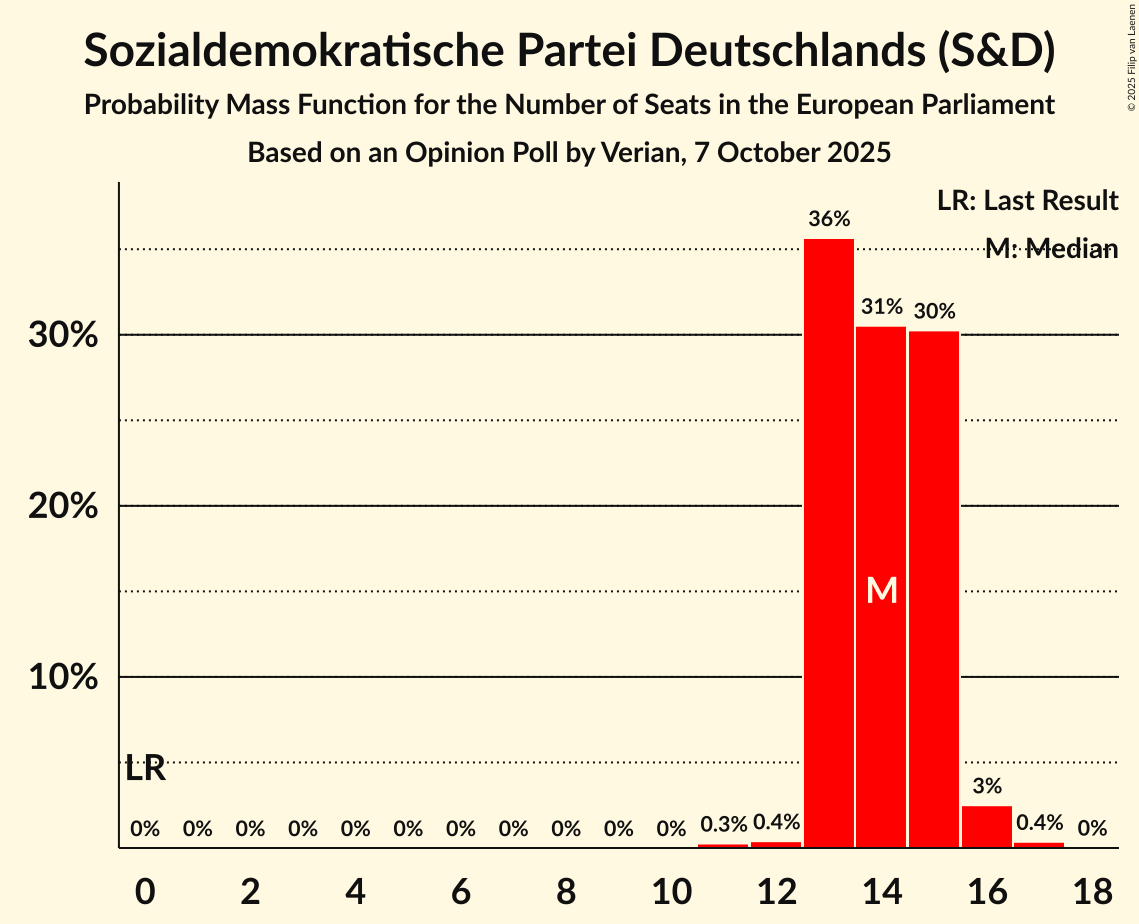 Sozialdemokratische Partei Deutschlands (S&D)
Probability Mass Function for the Number of Seats in the European Parliament
Based on an Opinion Poll by Verian, 7 October 2025
© 2025 Filip van Laenen
LR: Last Result
M: Median
36%
31%
30%
30%
20%
M
10%
LR
3%
0% 0% 0% 0% 0% 0% 0% 0% 0% 0% 0% 0.3% 0.4% 0.4% 0%
0 2 4 6 8 10 12 14 16 18